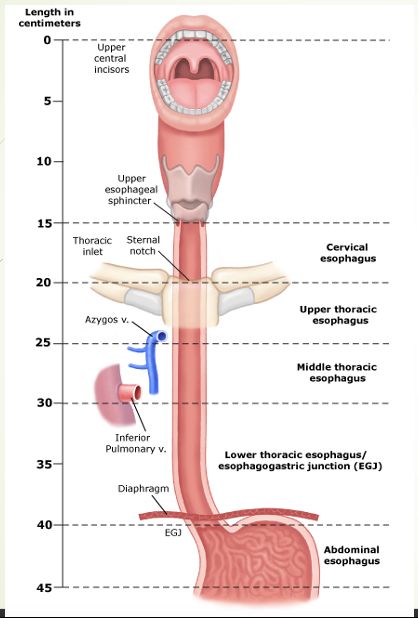 Length in
centimeters
0
Upper
central
incisors
5
10
Upper
esophageal
sphincter
15
Thoracic
inlet
Sternal
notch
Cervical
esophagus
20
Upper thoracic
esophagus
Azygos v.
25
Middle thoracic
esophagus
30
Inferior
Pulmonary v.
Lower thoracic esophagus/
esophagogastric junction (EGJ)
35
Diaphragm
40
EGJ
Abdominal
esophagus
45